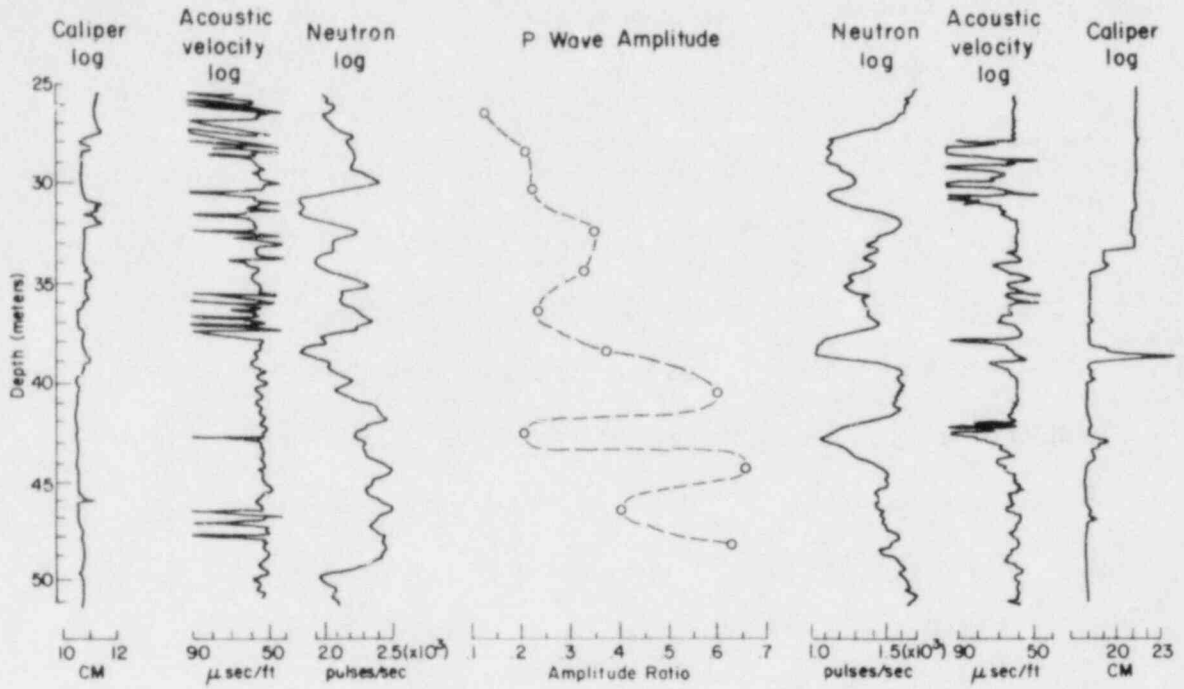 Caliper log
Acoustic velocity log
Neutron log
P Wave Amplitude
Neutron log
Acoustic velocity log
Caliper log
Depth (meters)
25
30
35
40
45
50
10 12
CM
90 50
μ sec/ft
2.0 2.5(x10³)
pulses/sec
.1 .2 .3 .4 .5 .6 .7
Amplitude Ratio
1.0 1.5(x10³)
pulses/sec
90 50
μ sec/ft
20 23
CM